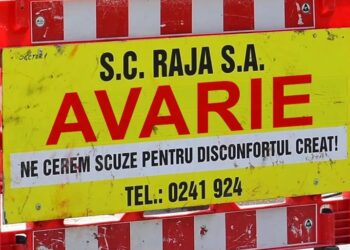 S.C. RAJA S.A.
AVARIE
NE CEREM SCUZE PENTRU DISCONFORTUL CREAT!
TEL.: 0241 924